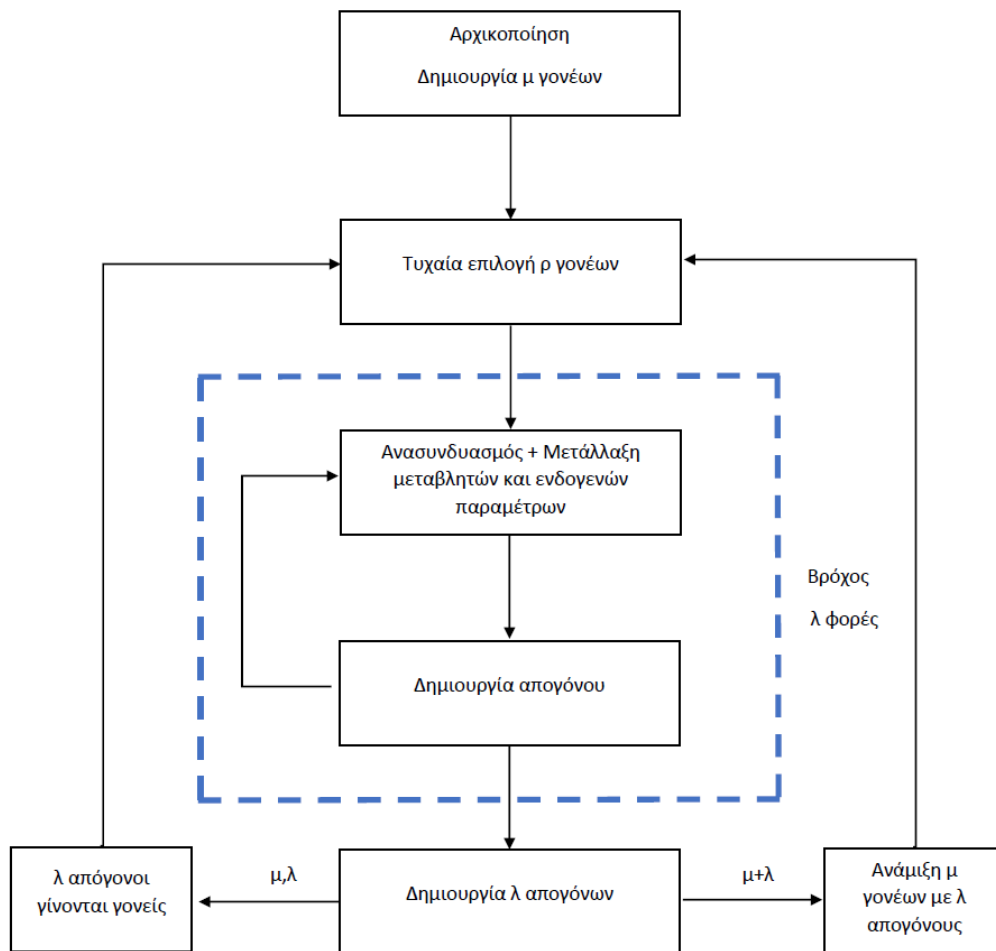 Αρχικοποίηση
Δημιουργία μ γονέων
Τυχαία επιλογή ρ γονέων
Ανασυνδυασμός + Μετάλλαξη
μεταβλητών και ενδογενών
παραμέτρων
Βρόχος
λ φορές
Δημιουργία απογόνου
λ απόγονοι
γίνονται γονείς
μ,λ
Δημιουργία λ απογόνων
μ+λ
Ανάμιξη μ
γονέων με λ
απογόνους